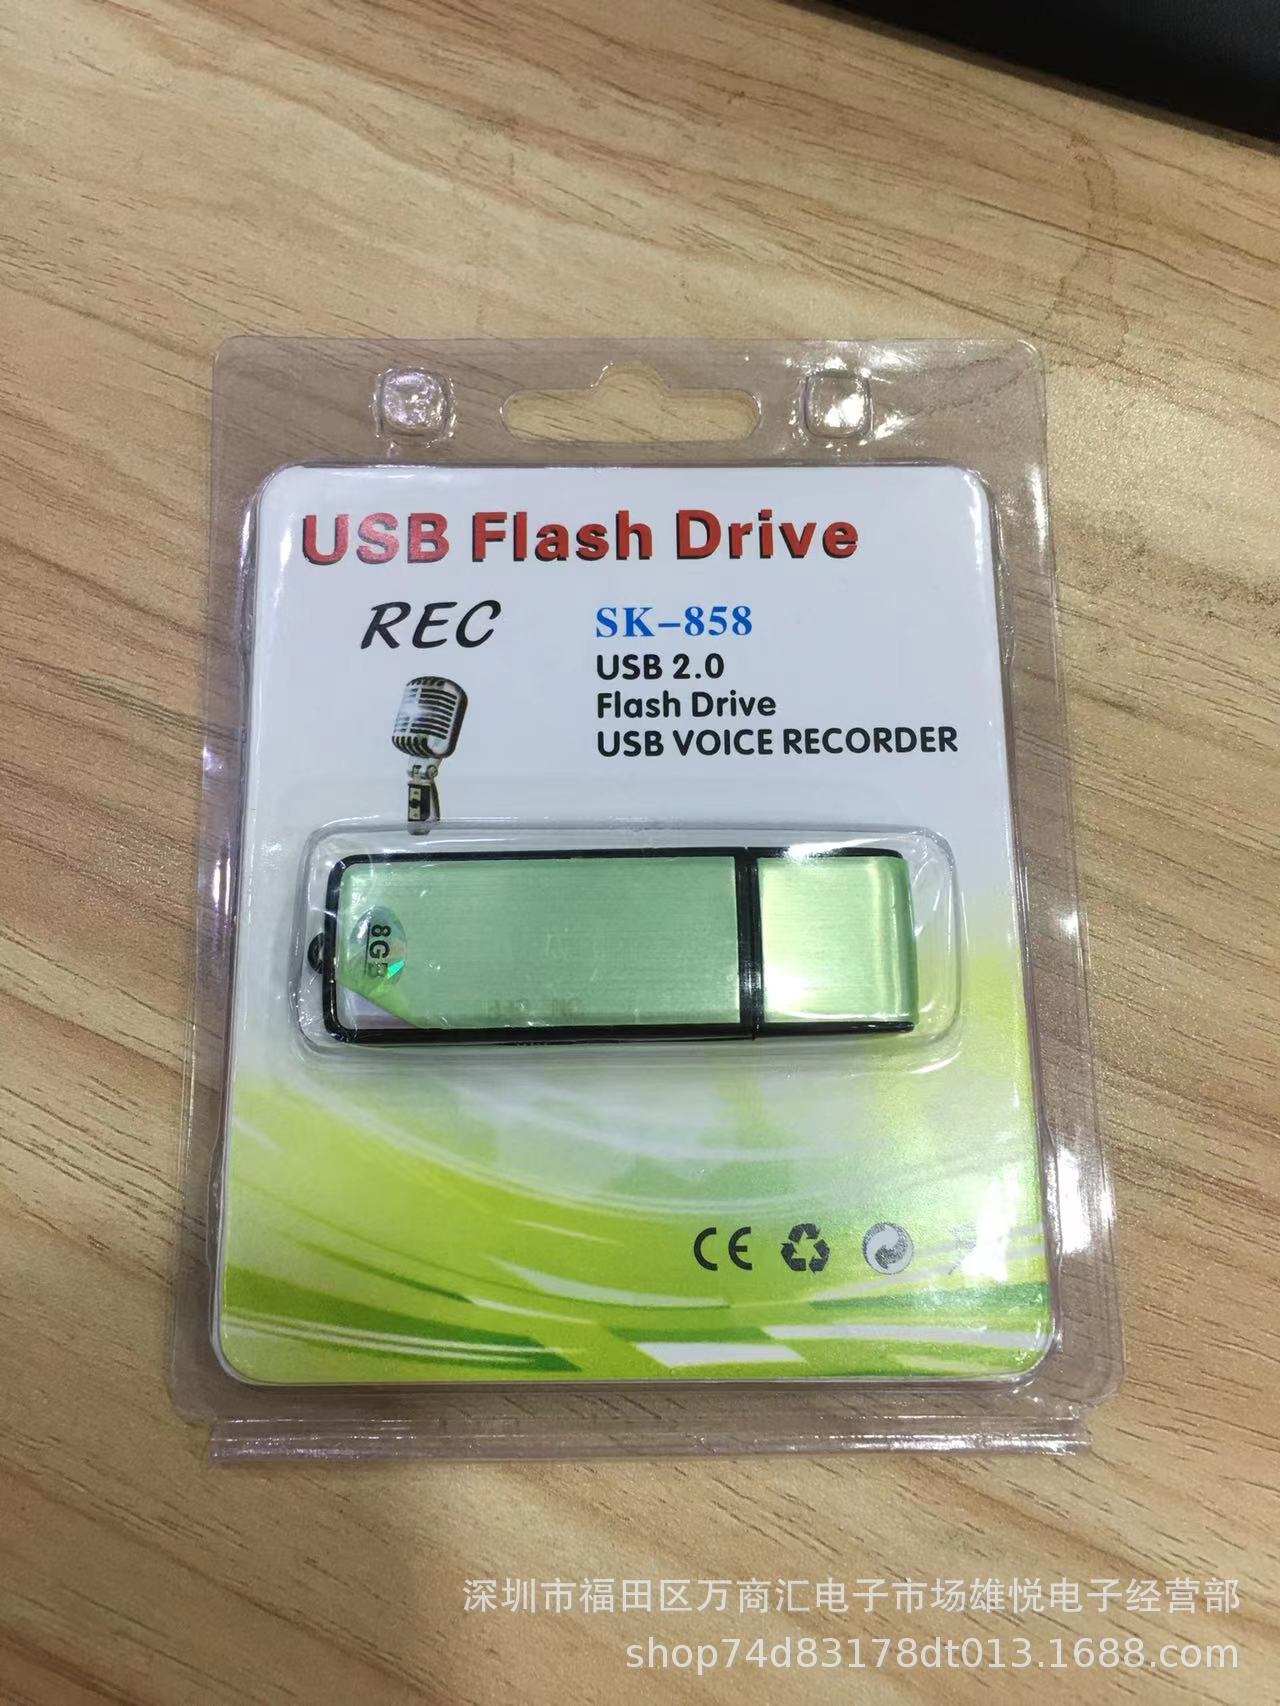 USB Flash Drive
REC
SK-858
USB 2.0
Flash Drive
USB VOICE RECORDER
8GB
CE
深圳市福田区万商汇电子市场雄悦电子经营部
shop74d83178dt013.1688.com